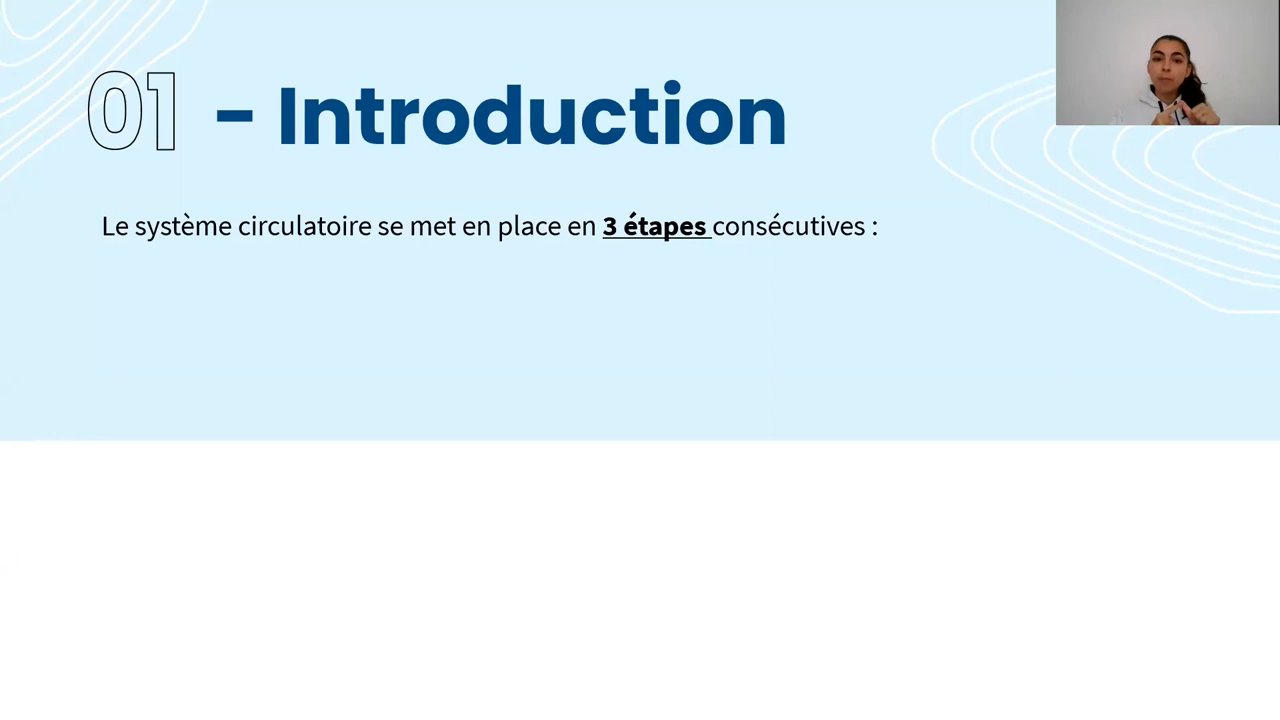 01 - Introduction
Le système circulatoire se met en place en 3 étapes consécutives :